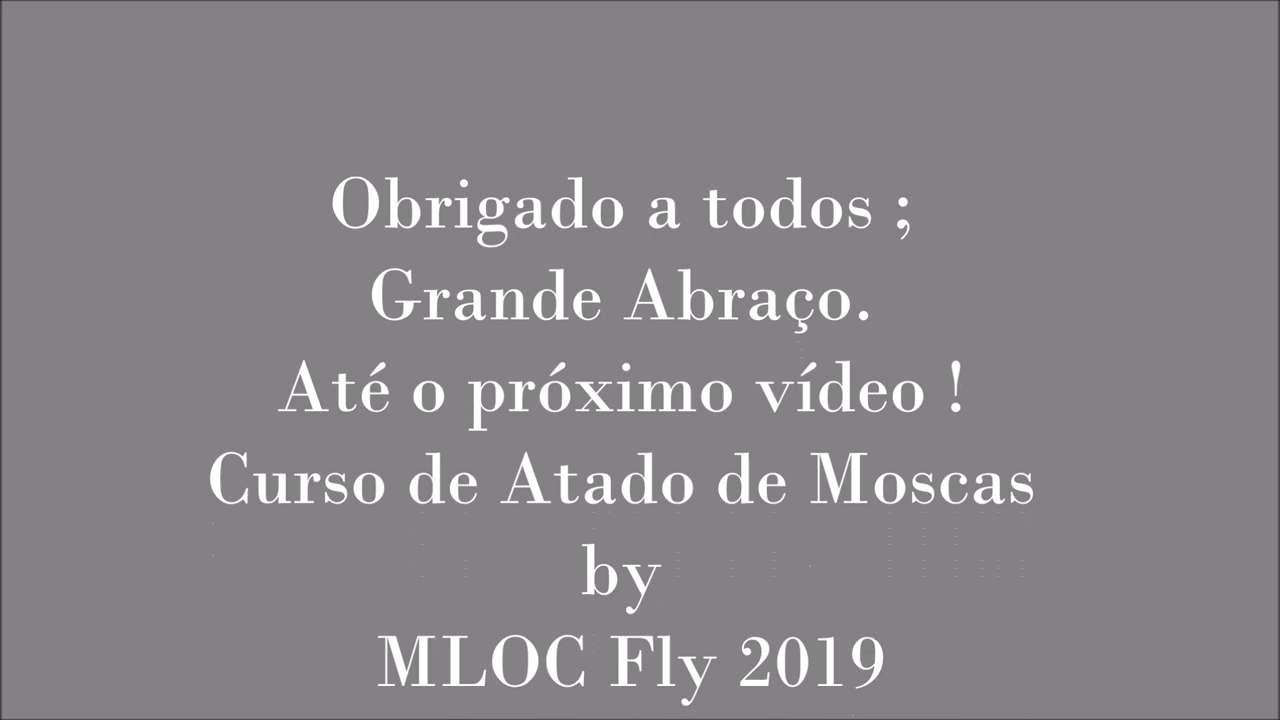 Obrigado a todos ;
Grande Abraço.
Até o próximo vídeo !
Curso de Atado de Moscas
by
MLOC Fly 2019